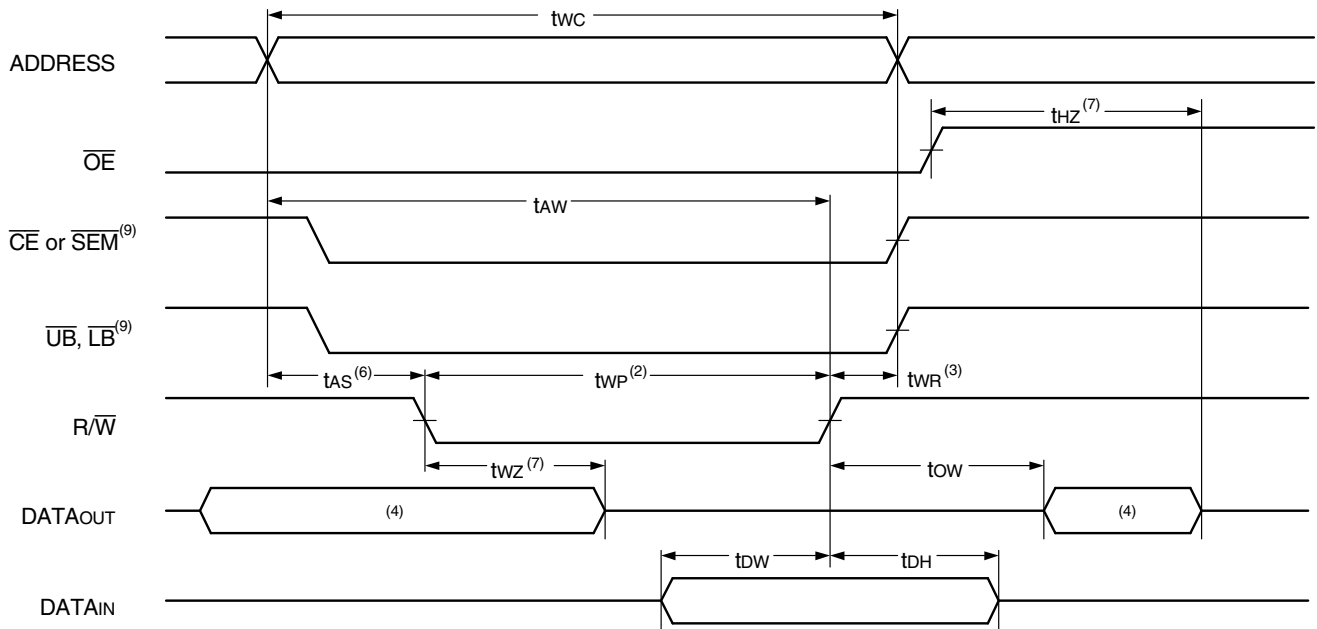 tWC
ADDRESS
tHZ(7)
OE
tAW
CE or SEM(9)
UB, LB(9)
tAS(6) tWP(2) tWR(3)
R/W
tWZ(7) tOW
DATAOUT (4) (4)
tDW tDH
DATAIN